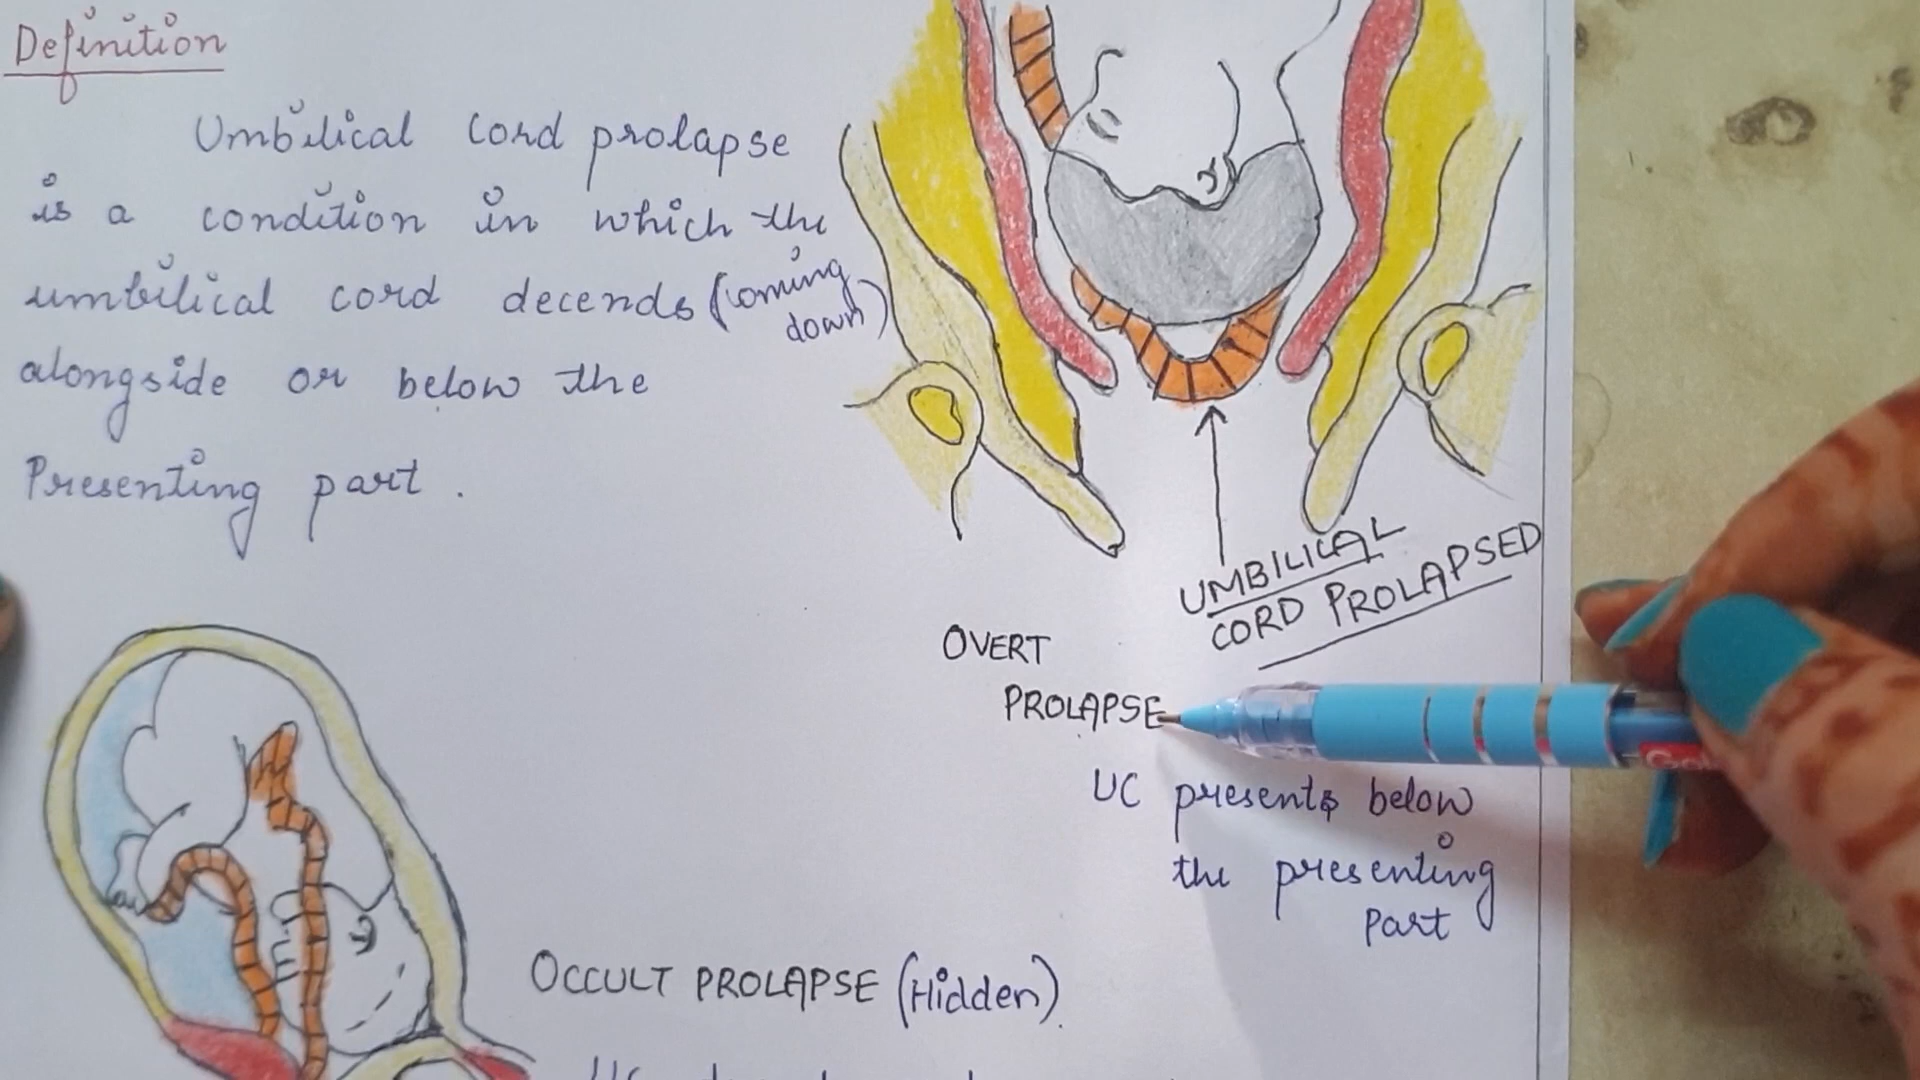 Definition
Umbilical cord prolapse
is a condition in which the
umbilical cord decends (coming
down)
alongside or below the
Presenting part.
UMBILICAL
CORD PROLAPSED
OVERT
PROLAPSE
UC presents below
the presenting
part
OCCULT PROLAPSE (Hidden)